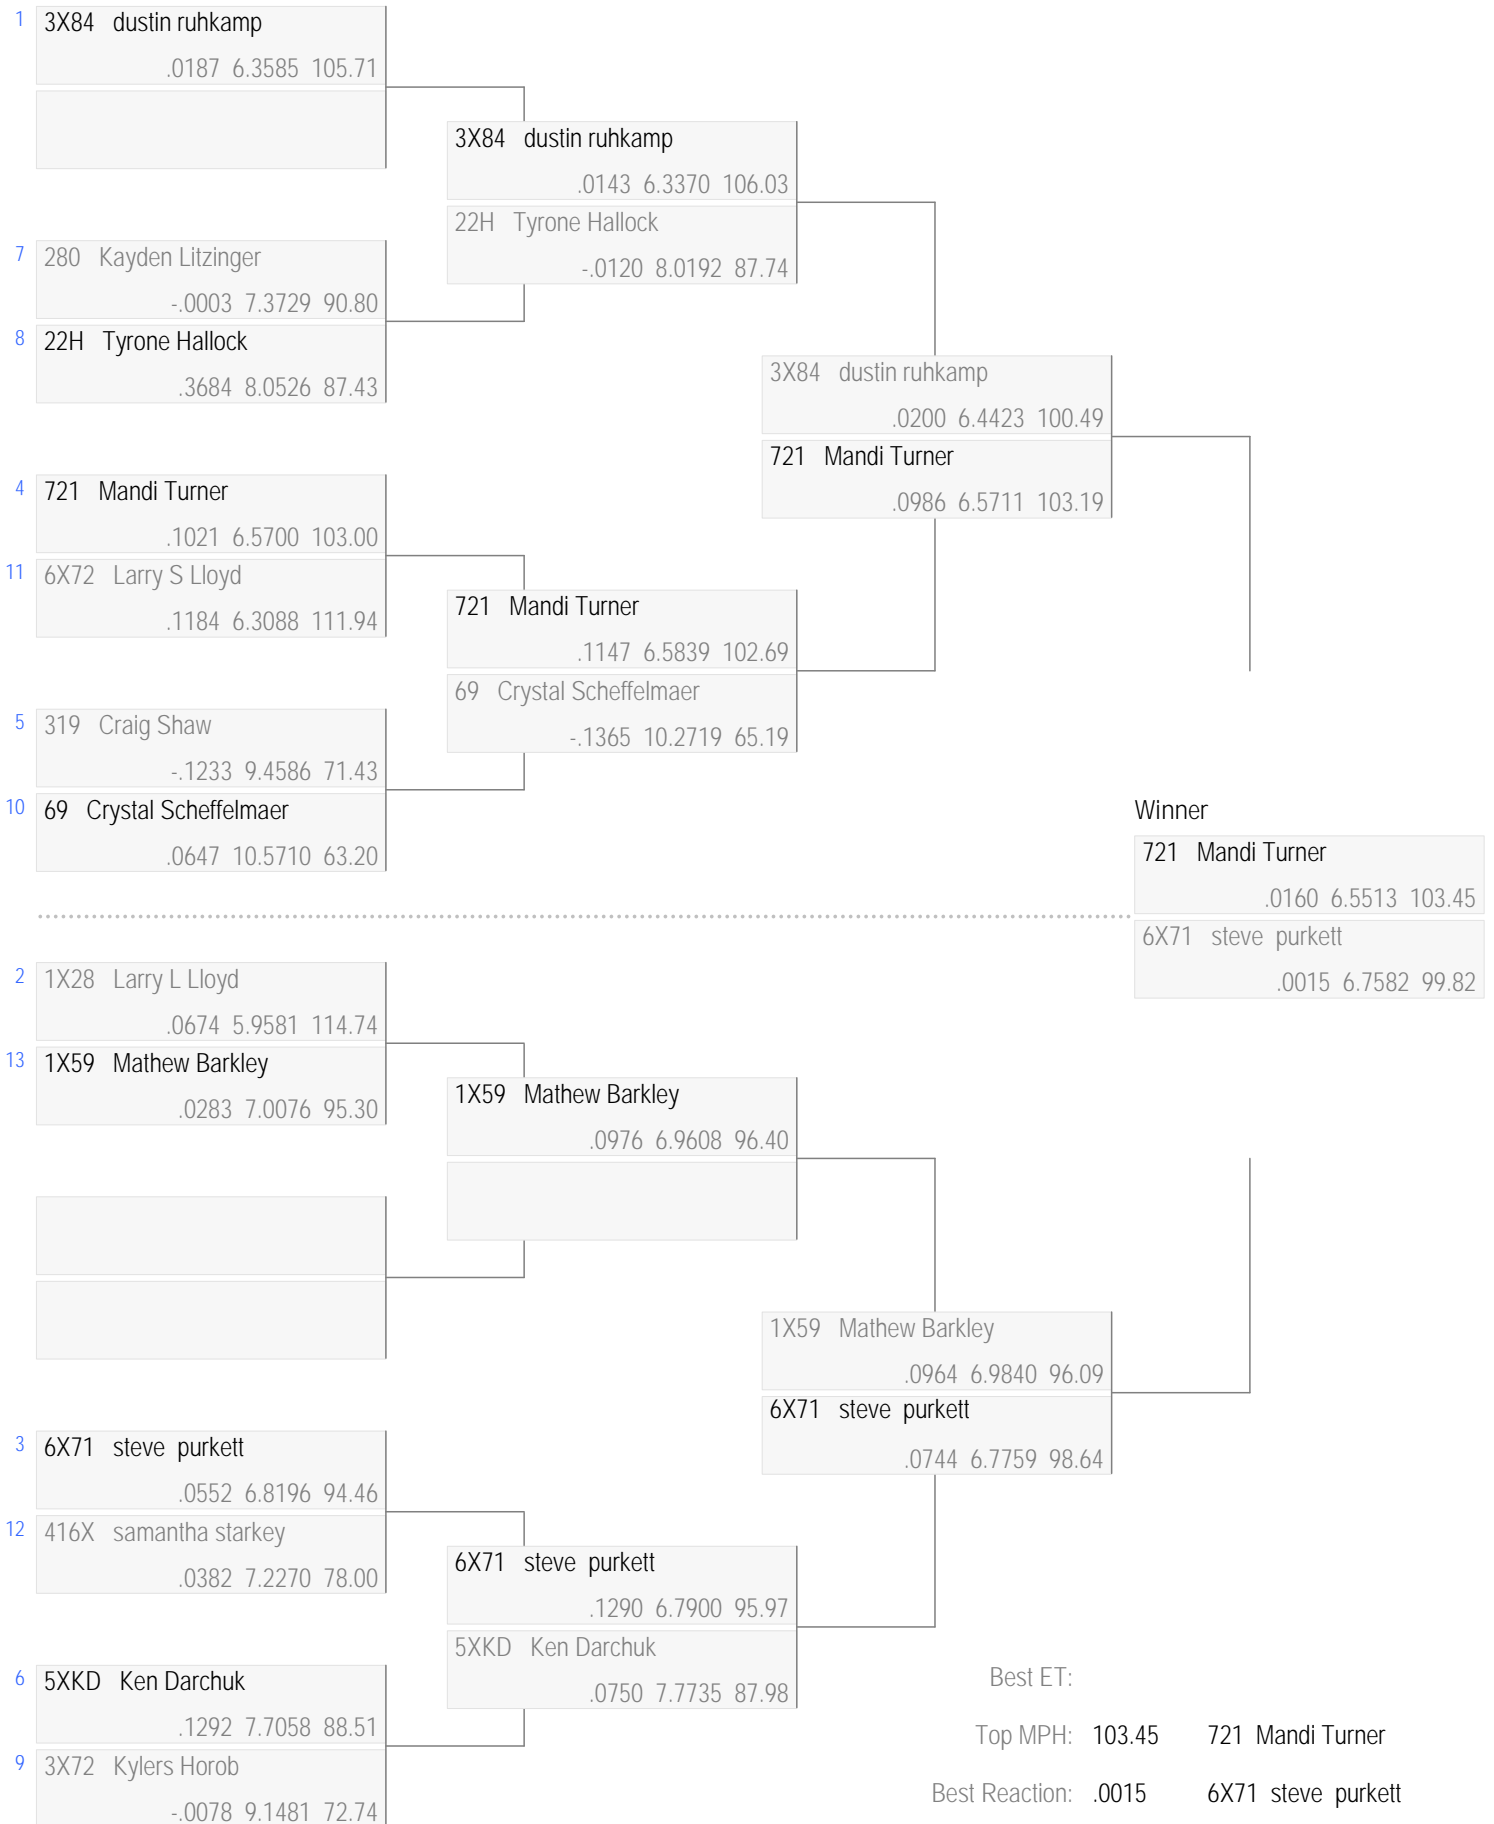 1 3X84 dustin ruhkamp
.0187 6.3585 105.71
3X84 dustin ruhkamp
.0143 6.3370 106.03
22H Tyrone Hallock
-.0120 8.0192 87.74
7 280 Kayden Litzinger
-.0003 7.3729 90.80
8 22H Tyrone Hallock
.3684 8.0526 87.43
3X84 dustin ruhkamp
.0200 6.4423 100.49
721 Mandi Turner
.0986 6.5711 103.19
4 721 Mandi Turner
.1021 6.5700 103.00
11 6X72 Larry S Lloyd
.1184 6.3088 111.94
721 Mandi Turner
.1147 6.5839 102.69
69 Crystal Scheffelmaer
-.1365 10.2719 65.19
5 319 Craig Shaw
-.1233 9.4586 71.43
10 69 Crystal Scheffelmaer
.0647 10.5710 63.20
Winner
721 Mandi Turner
.0160 6.5513 103.45
6X71 steve purkett
.0015 6.7582 99.82
2 1X28 Larry L Lloyd
.0674 5.9581 114.74
13 1X59 Mathew Barkley
.0283 7.0076 95.30
1X59 Mathew Barkley
.0976 6.9608 96.40
1X59 Mathew Barkley
.0964 6.9840 96.09
6X71 steve purkett
.0744 6.7759 98.64
3 6X71 steve purkett
.0552 6.8196 94.46
12 416X samantha starkey
.0382 7.2270 78.00
6X71 steve purkett
.1290 6.7900 95.97
5XKD Ken Darchuk
.0750 7.7735 87.98
6 5XKD Ken Darchuk
.1292 7.7058 88.51
9 3X72 Kylers Horob
-.0078 9.1481 72.74
Best ET:
Top MPH: 103.45 721 Mandi Turner
Best Reaction: .0015 6X71 steve purkett